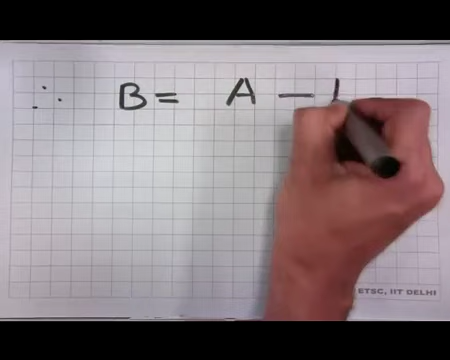 ∴ B = A –
ETSC, IIT DELHI